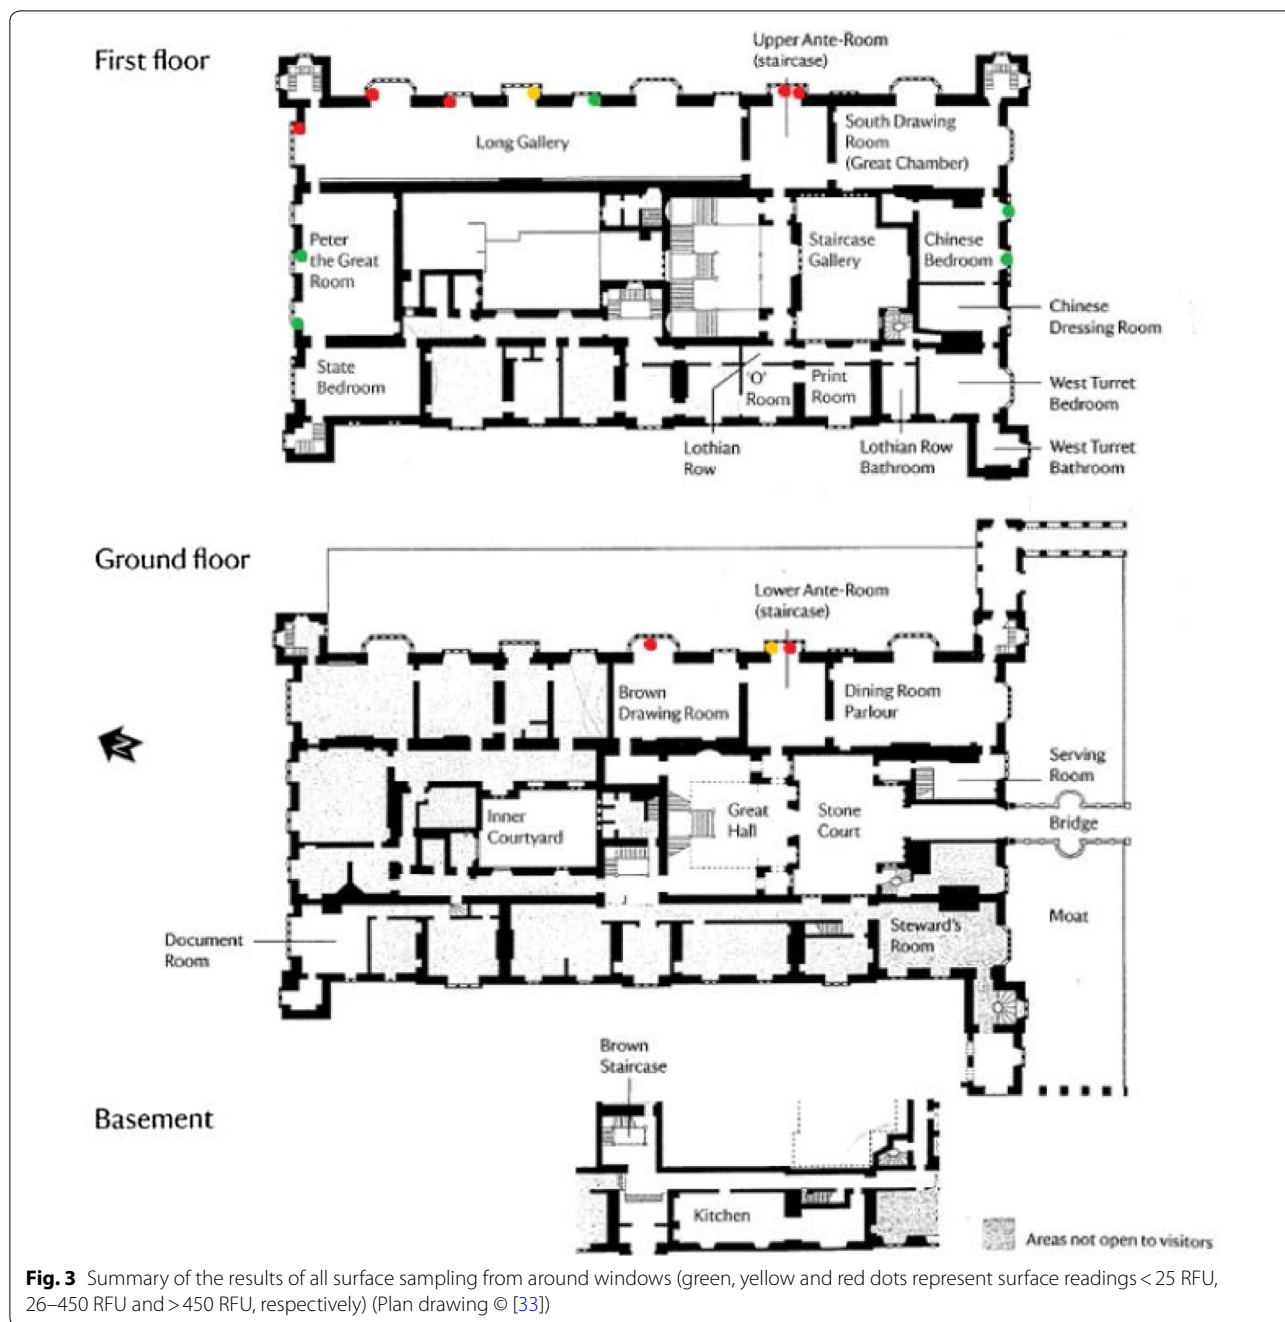 First floor
Upper Ante-Room
(staircase)
Long Gallery
South Drawing
Room
(Great Chamber)
Peter
the Great
Room
Staircase
Gallery
Chinese
Bedroom
Chinese
Dressing Room
State
Bedroom
'O'
Room
Print
Room
West Turret
Bedroom
Lothian
Row
Lothian Row
Bathroom
West Turret
Bathroom
Ground floor
Lower Ante-Room
(staircase)
Brown
Drawing Room
Dining Room
Parlour
N
Serving
Room
Inner
Courtyard
Great
Hall
Stone
Court
Bridge
Document
Room
Steward's
Room
Moat
Brown
Staircase
Basement
Kitchen
Areas not open to visitors
Fig. 3 Summary of the results of all surface sampling from around windows (green, yellow and red dots represent surface readings < 25 RFU,
26–450 RFU and > 450 RFU, respectively) (Plan drawing © [33])